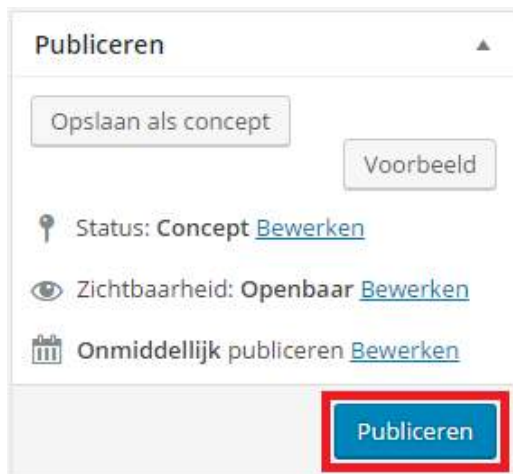 Publiceren
Opslaan als concept
Voorbeeld
Status: Concept Bewerken
Zichtbaarheid: Openbaar Bewerken
Onmiddellijk publiceren Bewerken
Publiceren